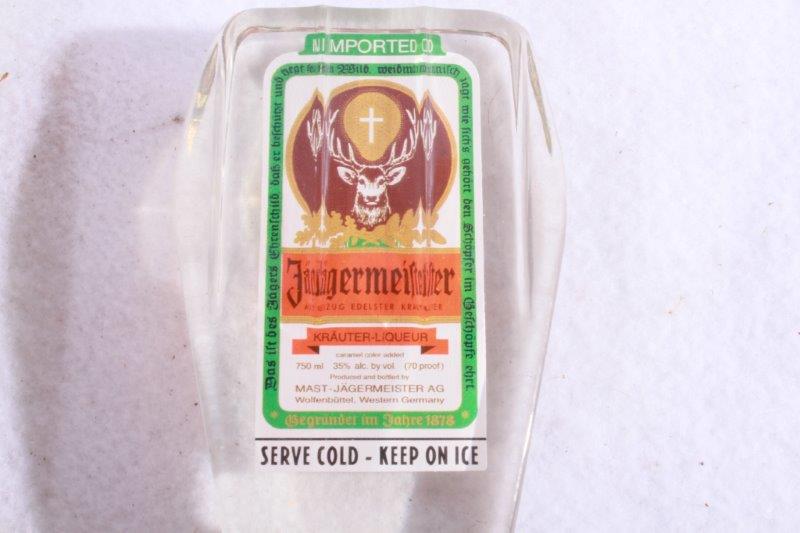 IMPORTED
Das ist des Jägers Ehrenschild, daß er beschützt und hegt sein Wild, weidmännisch jagt, wie sich's gehört, den Schöpfer im Geschöpfe ehrt.
Jägermeister
AUSZUG EDELSTER KRÄUTER
KRÄUTER-LIQUEUR
caramel color added
750 ml 35% alc. by vol. (70 proof)
Produced and bottled by
MAST-JÄGERMEISTER AG
Wolfenbüttel, Western Germany
Gegründet im Jahre 1878
SERVE COLD - KEEP ON ICE